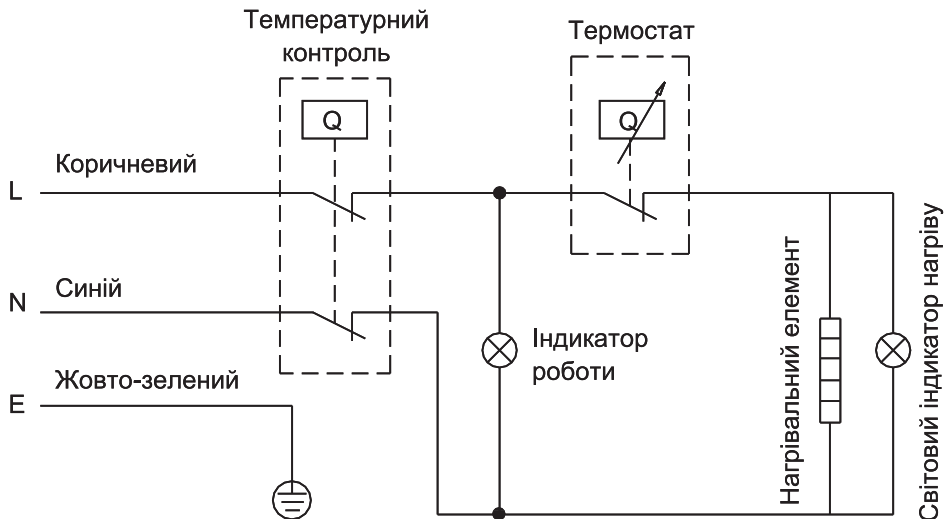 Температурний
контроль
Термостат
Q
Q
Коричневий
L
Синій
N
Індикатор
роботи
Жовто-зелений
E
Нагрівальний елемент
Світовий індикатор нагріву